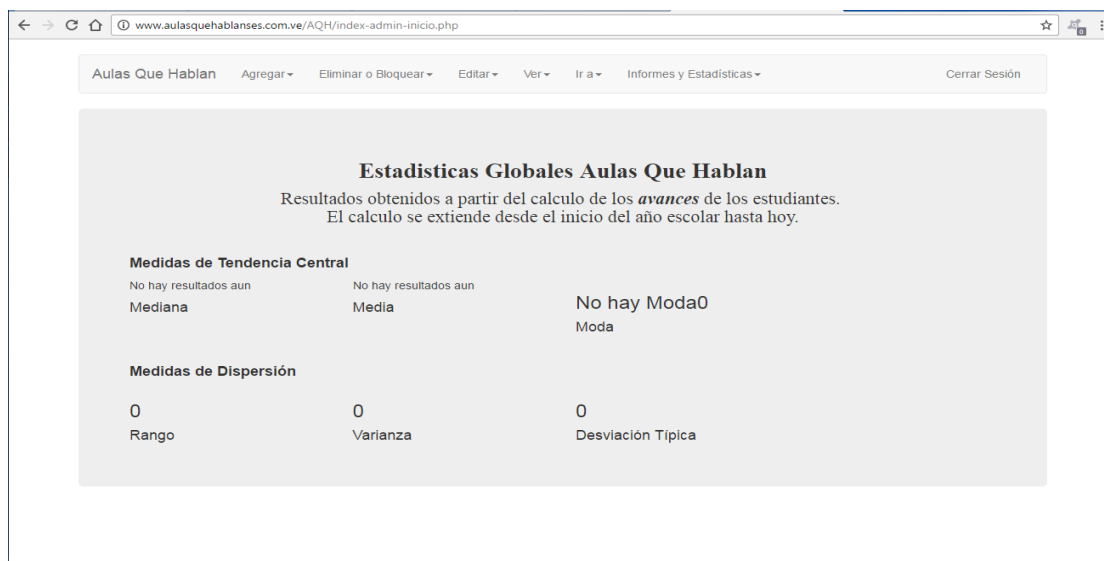 www.aulasquehablanses.com.ve/AQH/index-admin-inicio.php
Aulas Que Hablan Agregar Eliminar o Bloquear Editar Ver Ir a Informes y Estadísticas Cerrar Sesión
Estadisticas Globales Aulas Que Hablan
Resultados obtenidos a partir del calculo de los avances de los estudiantes.
El calculo se extiende desde el inicio del año escolar hasta hoy.
Medidas de Tendencia Central
No hay resultados aun No hay resultados aun
No hay Moda0
Mediana Media
Moda
Medidas de Dispersión
0 0 0
Rango Varianza Desviación Típica